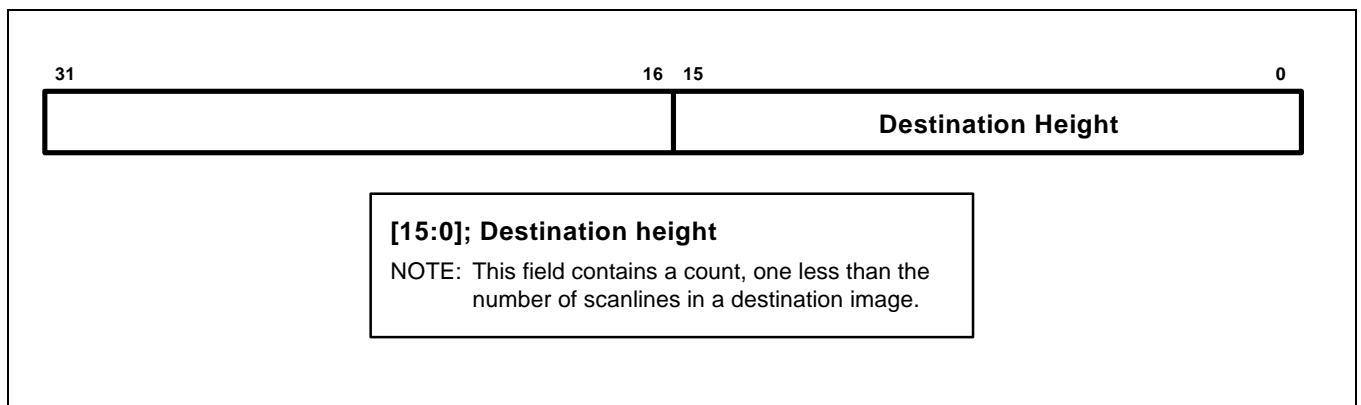 31 16 15 0
Destination Height
[15:0]; Destination height
NOTE: This field contains a count, one less than the
number of scanlines in a destination image.